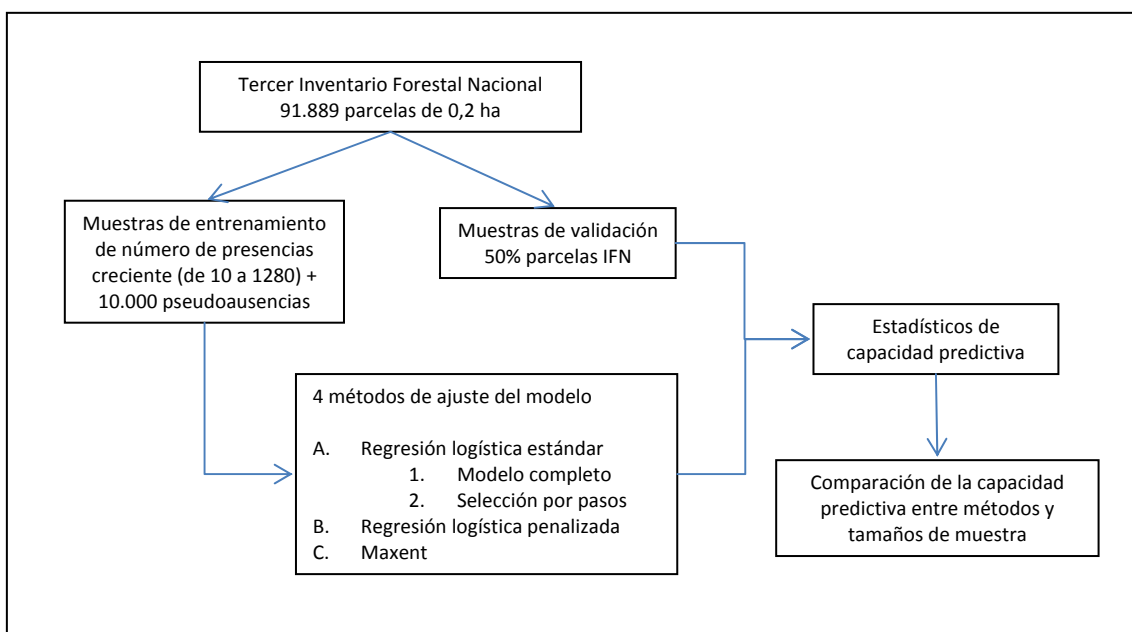 Tercer Inventario Forestal Nacional
91.889 parcelas de 0,2 ha
Muestras de entrenamiento
de número de presencias
creciente (de 10 a 1280) +
10.000 pseudoausencias
Muestras de validación
50% parcelas IFN
Estadísticos de
capacidad predictiva
4 métodos de ajuste del modelo
A. Regresión logística estándar
1. Modelo completo
2. Selección por pasos
B. Regresión logística penalizada
C. Maxent
Comparación de la capacidad
predictiva entre métodos y
tamaños de muestra